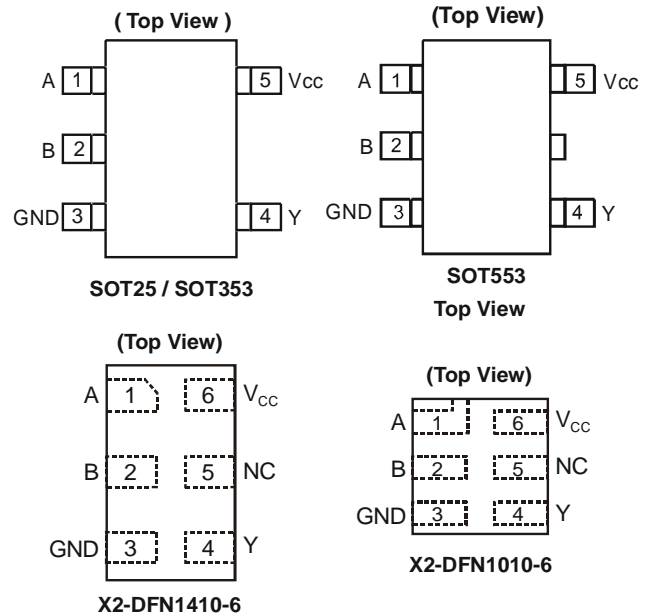 ( Top View )
A 1 5 Vcc
B 2
GND 3 4 Y
SOT25 / SOT353
(Top View)
A 1 5 Vcc
B 2
GND 3 4 Y
SOT553
Top View
(Top View)
A 1 6 VCC
B 2 5 NC
GND 3 4 Y
X2-DFN1410-6
(Top View)
A 1 6 VCC
B 2 5 NC
GND 3 4 Y
X2-DFN1010-6